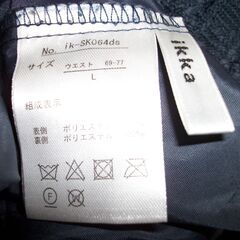 No. ik-SK064ds
サイズ ウエスト 69-77
L
組成表示
表側 ポリエステル
裏側 ポリエステル
ikka